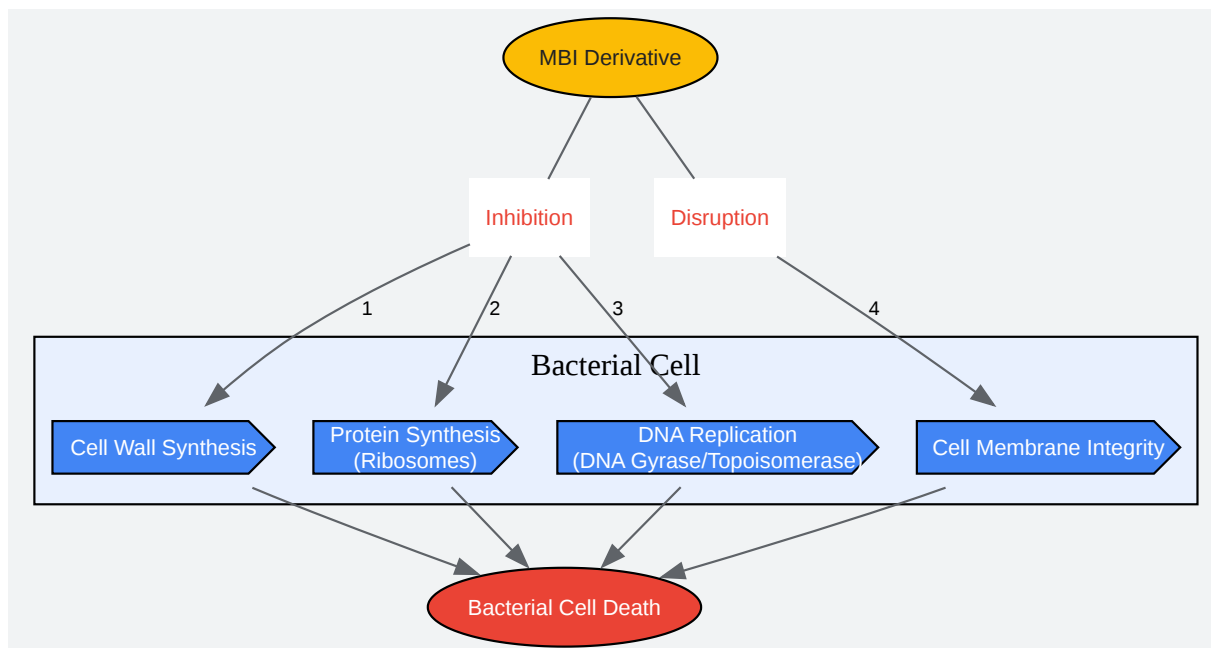 MBI Derivative
Inhibition
Disruption
1
2
3
4
Bacterial Cell
Cell Wall Synthesis
Protein Synthesis
(Ribosomes)
DNA Replication
(DNA Gyrase/Topoisomerase)
Cell Membrane Integrity
Bacterial Cell Death